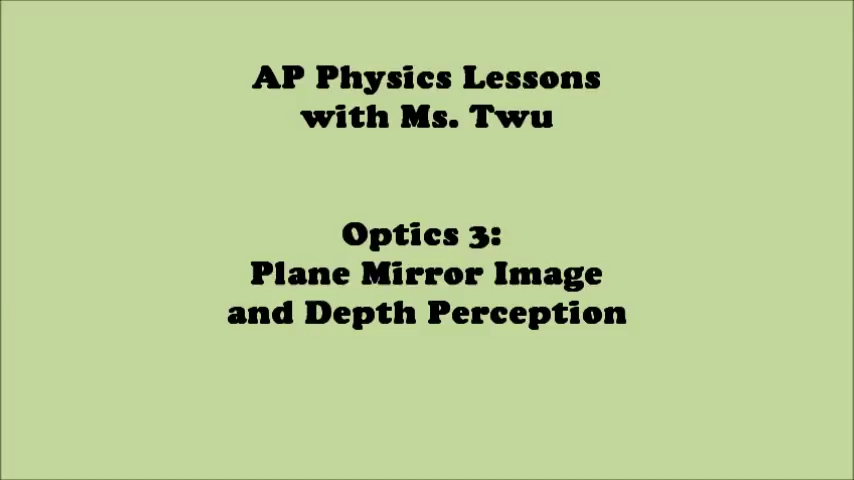 AP Physics Lessons
with Ms. Twu
Optics 3:
Plane Mirror Image
and Depth Perception